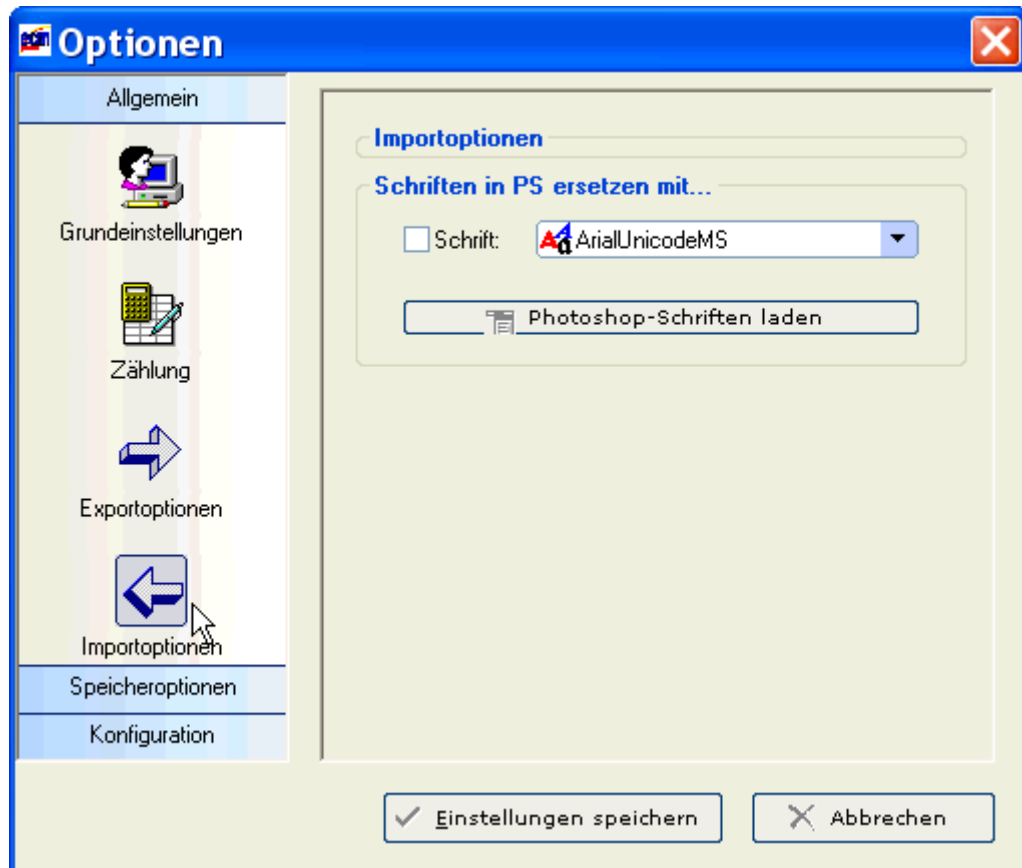 Optionen
Allgemein
Grundeinstellungen
Zählung
Exportoptionen
Importoptionen
Speicheroptionen
Konfiguration
Importoptionen
Schriften in PS ersetzen mit...
Schrift: ArialUnicodeMS
Photoshop-Schriften laden
Einstellungen speichern Abbrechen